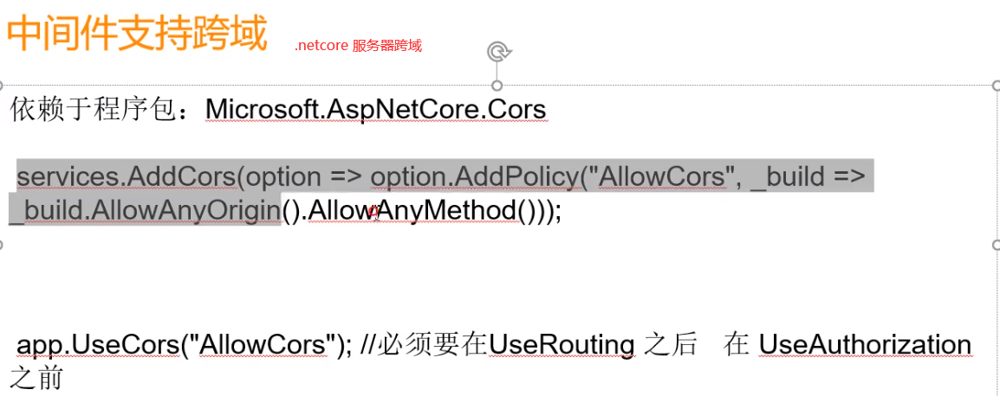 中间件支持跨域
.netcore 服务器跨域
依赖于程序包：Microsoft.AspNetCore.Cors
services.AddCors(option => option.AddPolicy("AllowCors", _build =>
_build.AllowAnyOrigin().AllowAnyMethod()));
app.UseCors("AllowCors"); //必须要在UseRouting 之后 在 UseAuthorization
之前